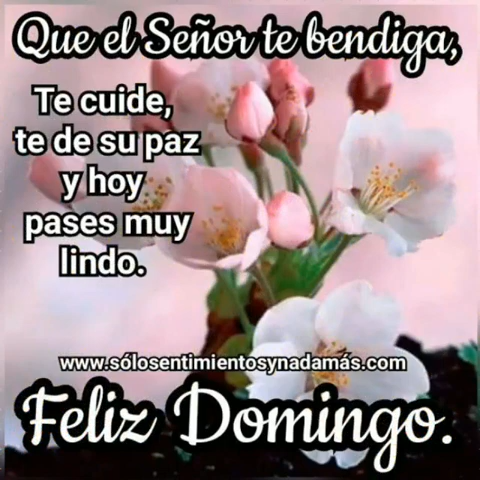 Que el Señor te bendiga,
Te cuide,
te de su paz
y hoy
pases muy
lindo.
www.sólosentimientosynadamás.com
Feliz Domingo.